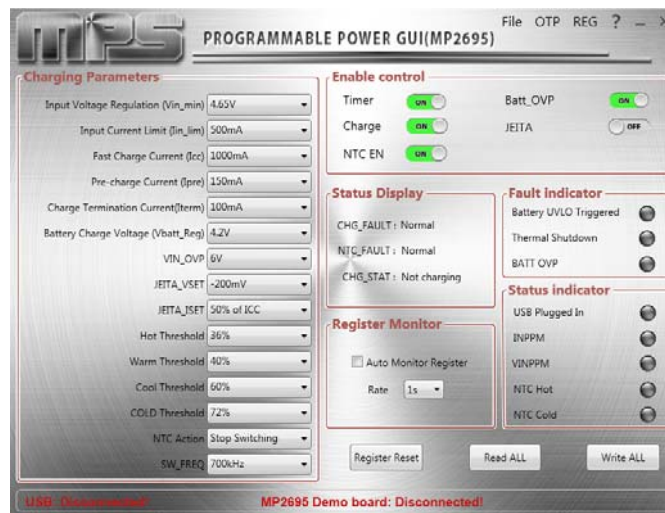 MPS PROGRAMMABLE POWER GUI(MP2695)
File OTP REG ? –
Charging Parameters
Input Voltage Regulation (Vin_min) 4.65V
Input Current Limit (Iin_lim) 500mA
Fast Charge Current (Icc) 1000mA
Pre-charge Current (Ipre) 150mA
Charge Termination Current(Iterm) 100mA
Battery Charge Voltage (Vbatt_Reg) 4.2V
VIN_OVP 6V
JEITA_VSET -200mV
JEITA_ISET 50% of ICC
Hot Threshold 36%
Warm Threshold 40%
Cool Threshold 60%
COLD Threshold 72%
NTC Action Stop Switching
SW_FREQ 700kHz
Enable control
Timer ON Batt_OVP ON
Charge ON JEITA OFF
NTC EN ON
Status Display
CHG_FAULT : Normal
NTC_FAULT : Normal
CHG_STAT : Not charging
Fault indicator
Battery UVLO Triggered
Thermal Shutdown
BATT OVP
Register Monitor
Auto Monitor Register
Rate 1s
Status indicator
USB Plugged In
INPPM
VINPPM
NTC Hot
NTC Cold
Register Reset Read ALL Write ALL
USB: Disconnected! MP2695 Demo board: Disconnected!